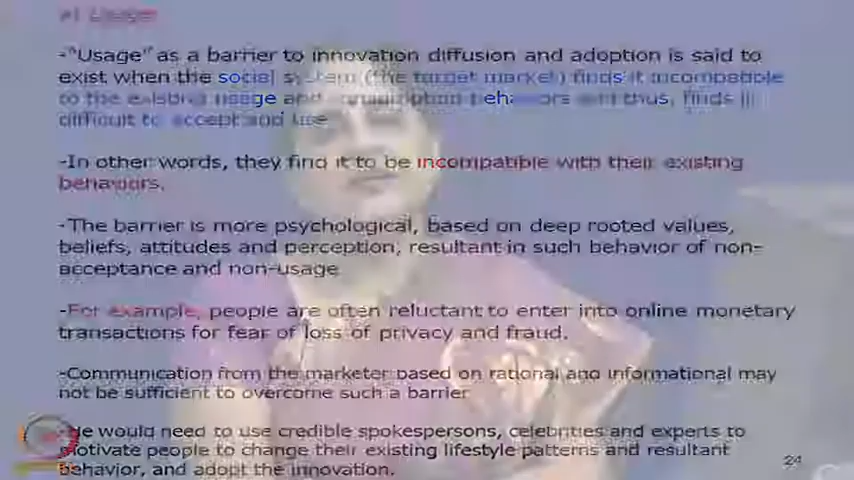 a) Usage:
-"Usage" as a barrier to innovation diffusion and adoption is said to
exist when the social system (the target market) finds it incompatible
to the existing usage and consumption behaviors and thus, finds it
difficult to accept and use
-In other words, they find it to be incompatible with their existing
behaviors.
-The barrier is more psychological, based on deep rooted values,
beliefs, attitudes and perception, resultant in such behavior of non-
acceptance and non-usage
-For example, people are often reluctant to enter into online monetary
transactions for fear of loss of privacy and fraud.
-Communication from the marketer based on rational and informational may
not be sufficient to overcome such a barrier
-He would need to use credible spokespersons, celebrities and experts to
motivate people to change their existing lifestyle patterns and resultant
behavior, and adopt the innovation.
24